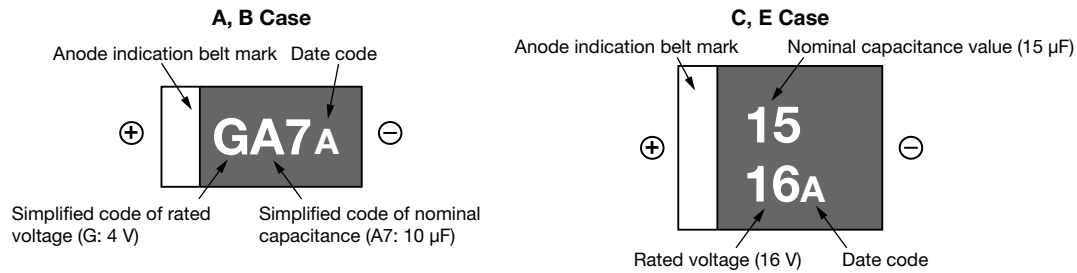 A, B Case
Anode indication belt mark
Date code
⊕
GA7A
⊖
Simplified code of rated
voltage (G: 4 V)
Simplified code of nominal
capacitance (A7: 10 μF)
C, E Case
Anode indication belt mark
Nominal capacitance value (15 μF)
⊕
15
16A
⊖
Rated voltage (16 V)
Date code